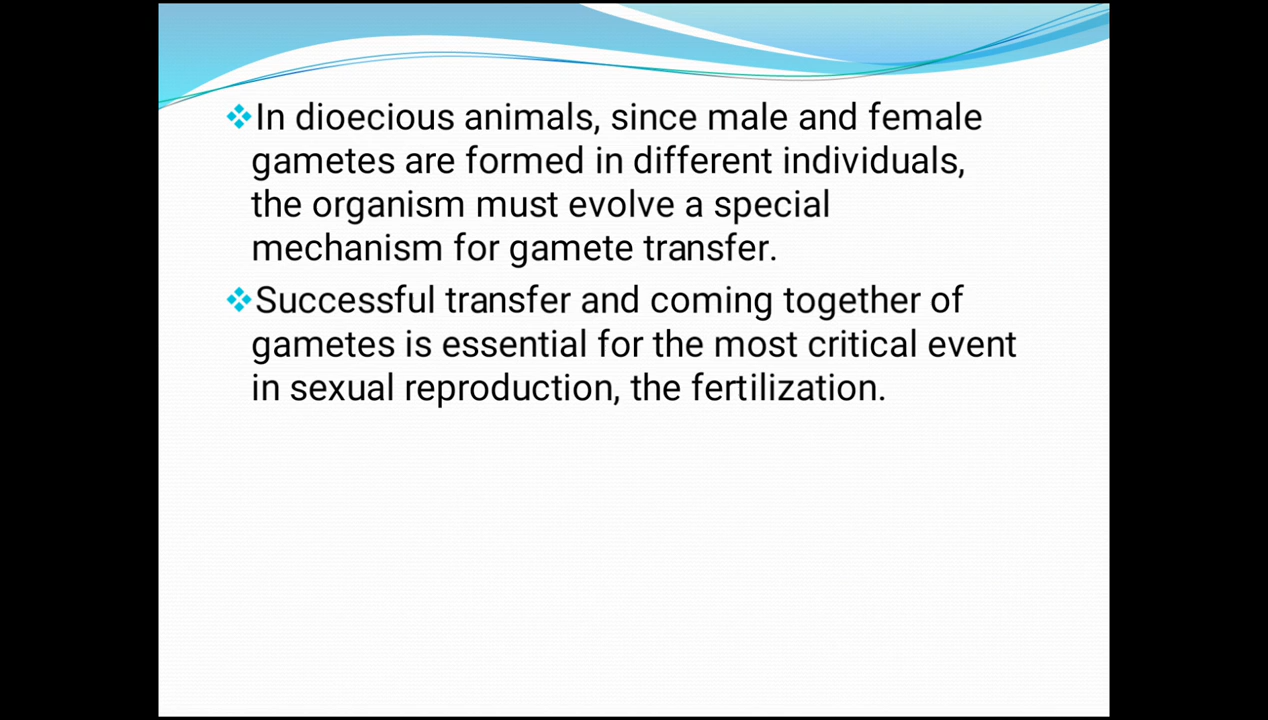 In dioecious animals, since male and female
gametes are formed in different individuals,
the organism must evolve a special
mechanism for gamete transfer.
Successful transfer and coming together of
gametes is essential for the most critical event
in sexual reproduction, the fertilization.